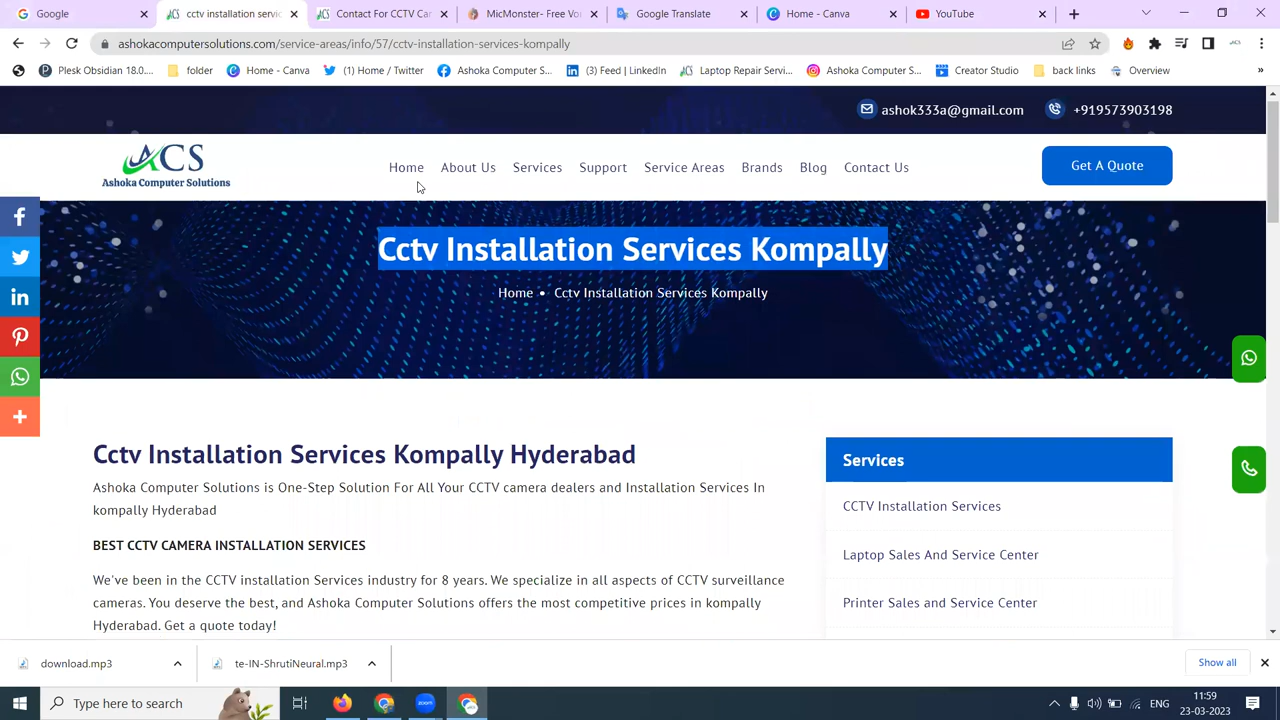 Google
cctv installation servic
Contact For CCTV Ca
MicMonster- Free Vo
Google Translate
Home - Canva
YouTube
ashokacomputersolutions.com/service-areas/info/57/cctv-installation-services-kompally
Plesk Obsidian 18.0....
folder
Home - Canva
(1) Home / Twitter
Ashoka Computer S...
(3) Feed | LinkedIn
Laptop Repair Servi...
Ashoka Computer S...
Creator Studio
back links
Overview
»
ashok333a@gmail.com
+919573903198
ACS
Ashoka Computer Solutions
Home
About Us
Services
Support
Service Areas
Brands
Blog
Contact Us
Get A Quote
Cctv Installation Services Kompally
Home • Cctv Installation Services Kompally
Cctv Installation Services Kompally Hyderabad
Ashoka Computer Solutions is One-Step Solution For All Your CCTV camera dealers and Installation Services In
kompally Hyderabad
BEST CCTV CAMERA INSTALLATION SERVICES
We've been in the CCTV installation Services industry for 8 years. We specialize in all aspects of CCTV surveillance
cameras. You deserve the best, and Ashoka Computer Solutions offers the most competitive prices in kompally
Hyderabad. Get a quote today!
Services
CCTV Installation Services
Laptop Sales And Service Center
Printer Sales and Service Center
download.mp3
te-IN-ShrutiNeural.mp3
Show all
Type here to search
zoom
ENG
11:59
23-03-2023